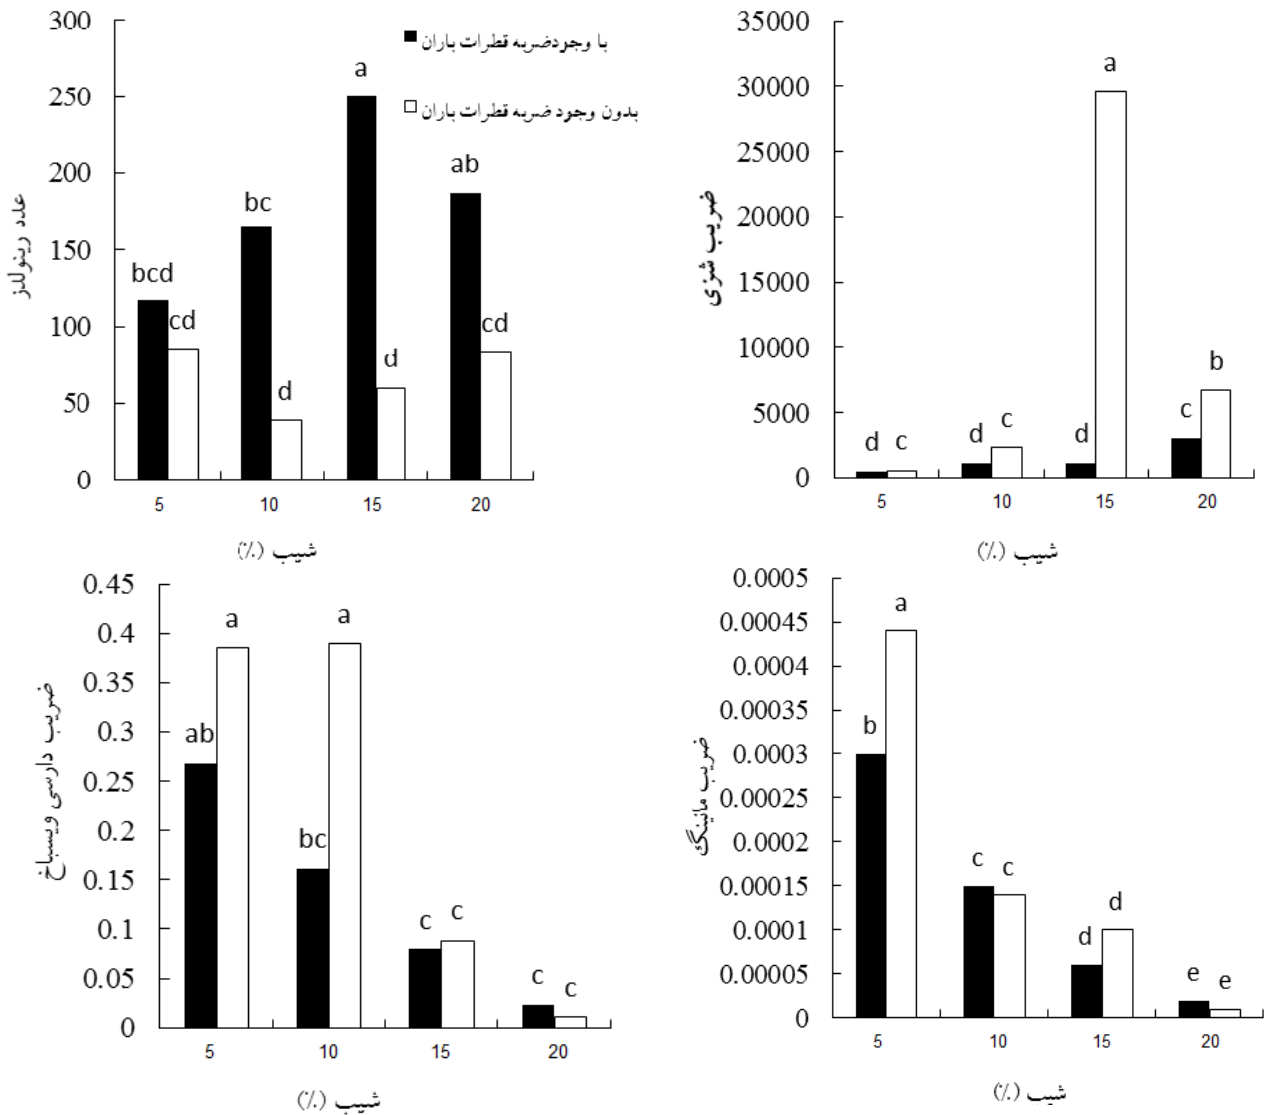 300
250
200
150
100
50
0
عدد رینولدز
با وجودضربه قطرات باران
بدون وجود ضربه قطرات باران
bcd
cd
bc
d
a
d
ab
cd
5 10 15 20
شیب (٪)
35000
30000
25000
20000
15000
10000
5000
0
ضریب شزی
d c
d c
d a
c b
5 10 15 20
شیب (٪)
0.45
0.4
0.35
0.3
0.25
0.2
0.15
0.1
0.05
0
ضریب دارسی ویسباخ
ab a
bc a
c c
c c
5 10 15 20
شیب (٪)
0.0005
0.00045
0.0004
0.00035
0.0003
0.00025
0.0002
0.00015
0.0001
0.00005
0
ضریب مانینگ
b a
c c
d d
e e
5 10 15 20
شیب (٪)